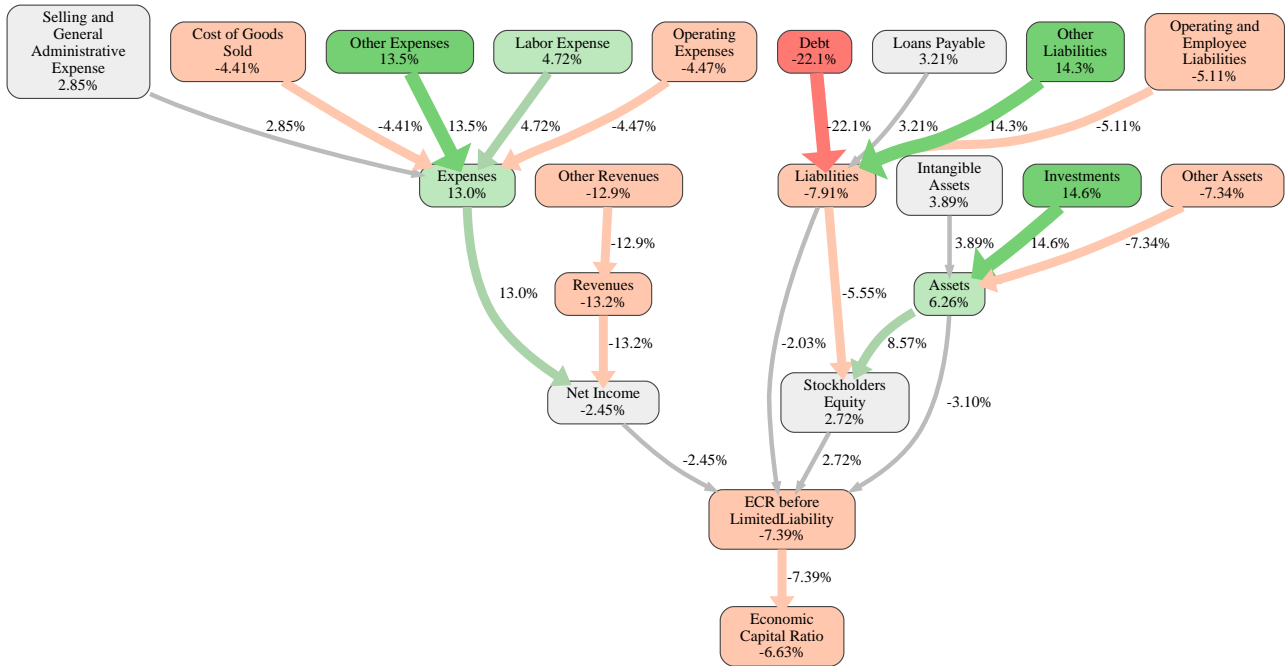 Selling and
General
Administrative
Expense
2.85%
Cost of Goods
Sold
-4.41%
Other Expenses
13.5%
Labor Expense
4.72%
Operating
Expenses
-4.47%
Debt
-22.1%
Loans Payable
3.21%
Other
Liabilities
14.3%
Operating and
Employee
Liabilities
-5.11%
2.85%
-4.41%
13.5%
4.72%
-4.47%
-22.1%
3.21%
14.3%
-5.11%
Expenses
13.0%
Other Revenues
-12.9%
Liabilities
-7.91%
Intangible
Assets
3.89%
Investments
14.6%
Other Assets
-7.34%
-12.9%
3.89%
14.6%
-7.34%
13.0%
Revenues
-13.2%
-5.55%
Assets
6.26%
-13.2%
-2.03%
8.57%
Net Income
-2.45%
Stockholders
Equity
2.72%
-3.10%
-2.45%
2.72%
ECR before
LimitedLiability
-7.39%
-7.39%
Economic
Capital Ratio
-6.63%